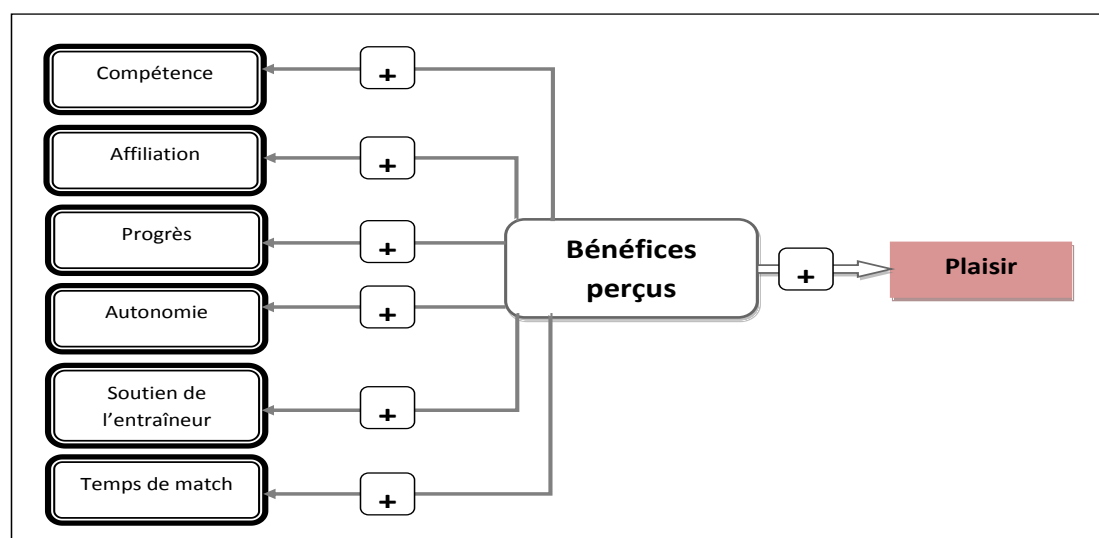 Compétence
+
Affiliation
+
Progrès
+
Autonomie
+
Soutien de
l'entraîneur
+
Temps de match
+
Bénéfices
perçus
+
Plaisir